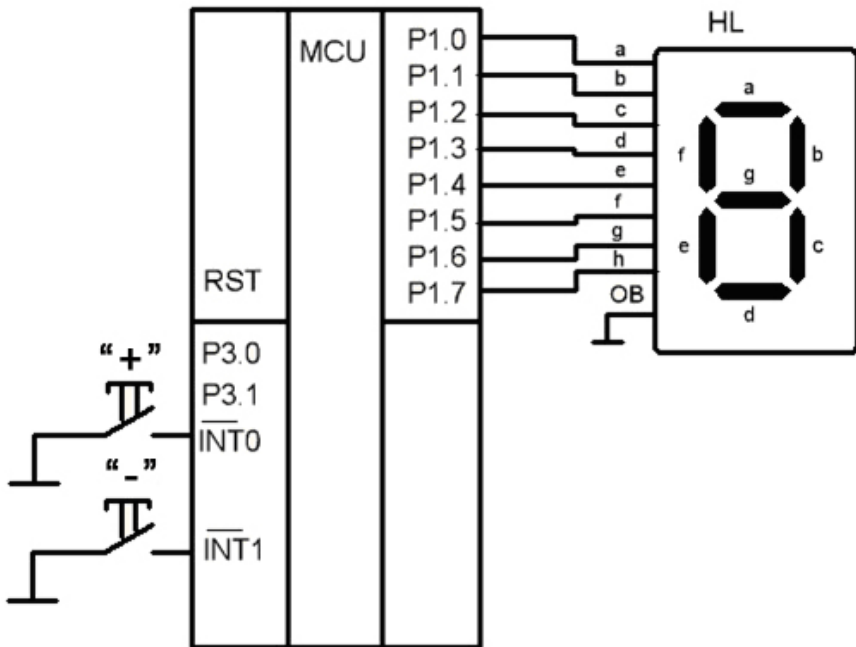 HL
MCU
P1.0
P1.1
P1.2
P1.3
P1.4
P1.5
P1.6
P1.7
a
b
c
d
e
f
g
h
OB
a
f
b
g
e
c
d
RST
P3.0
P3.1
INT0
INT1
“+”
“-”